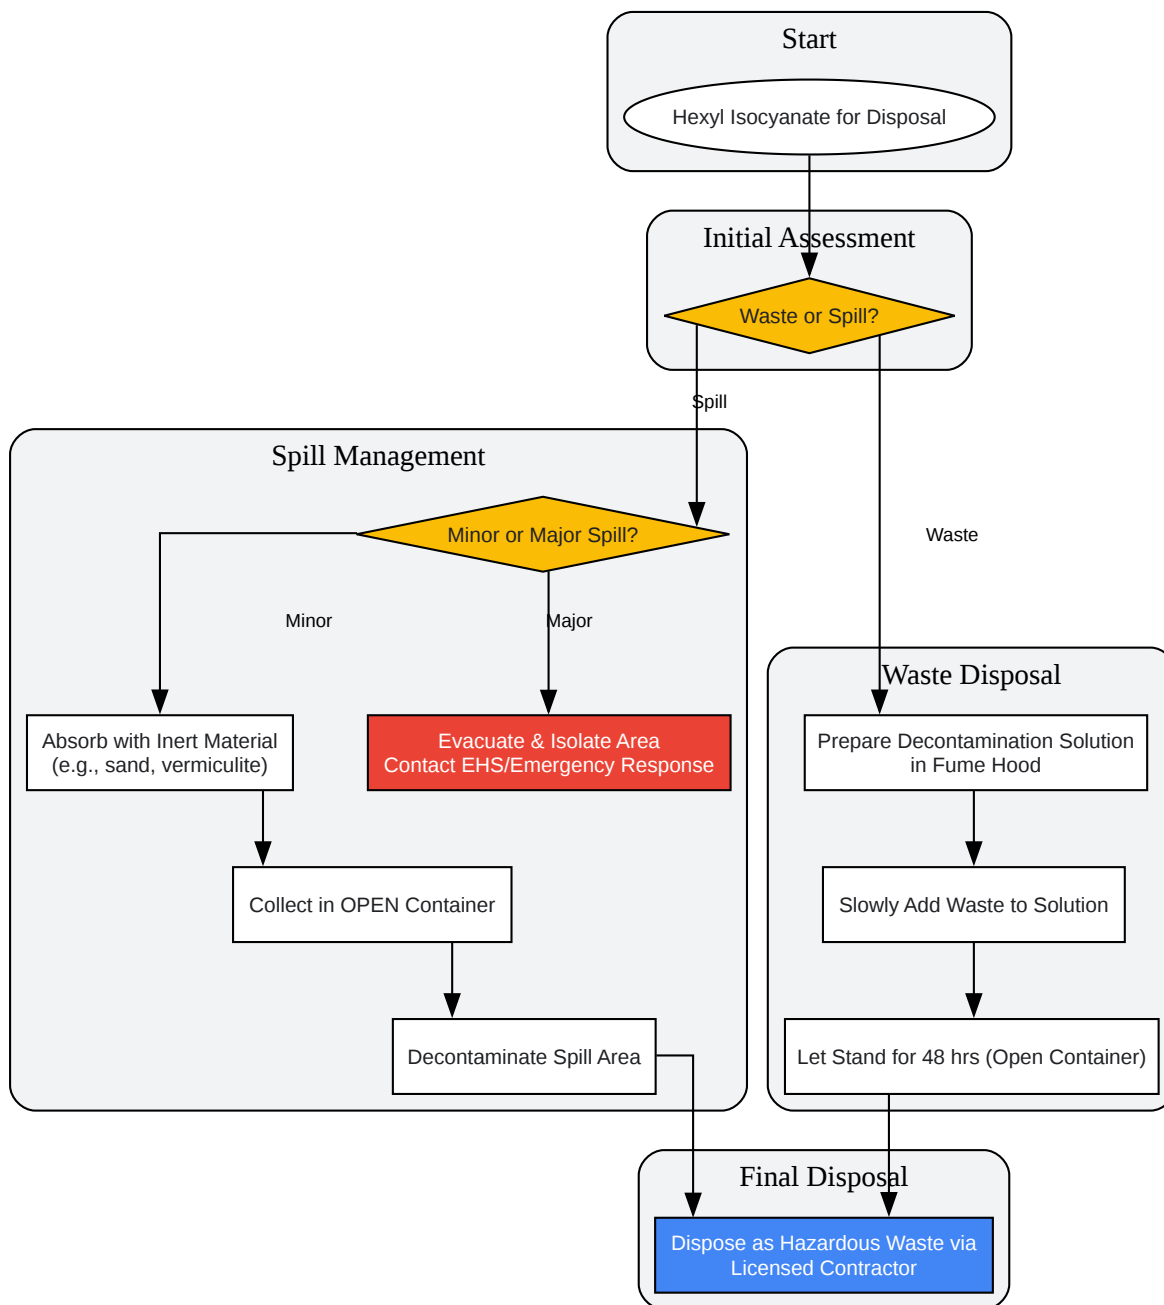 Start
Hexyl Isocyanate for Disposal
Initial Assessment
Waste or Spill?
Spill
Spill Management
Minor or Major Spill?
Waste
Minor
Major
Waste Disposal
Absorb with Inert Material
(e.g., sand, vermiculite)
Evacuate & Isolate Area
Contact EHS/Emergency Response
Prepare Decontamination Solution
in Fume Hood
Collect in OPEN Container
Slowly Add Waste to Solution
Decontaminate Spill Area
Let Stand for 48 hrs (Open Container)
Final Disposal
Dispose as Hazardous Waste via
Licensed Contractor